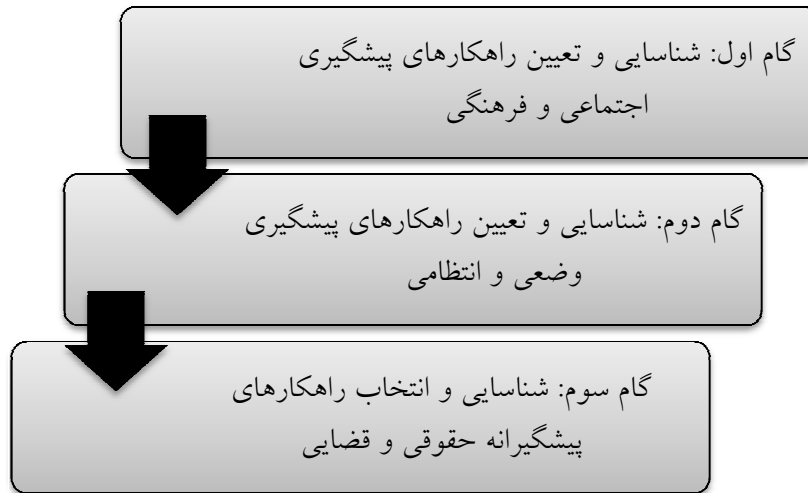 گام اول: شناسایی و تعیین راهکارهای پیشگیری
اجتماعی و فرهنگی
گام دوم: شناسایی و تعیین راهکارهای پیشگیری
وضعی و انتظامی
گام سوم: شناسایی و انتخاب راهکارهای
پیشگیرانه حقوقی و قضایی